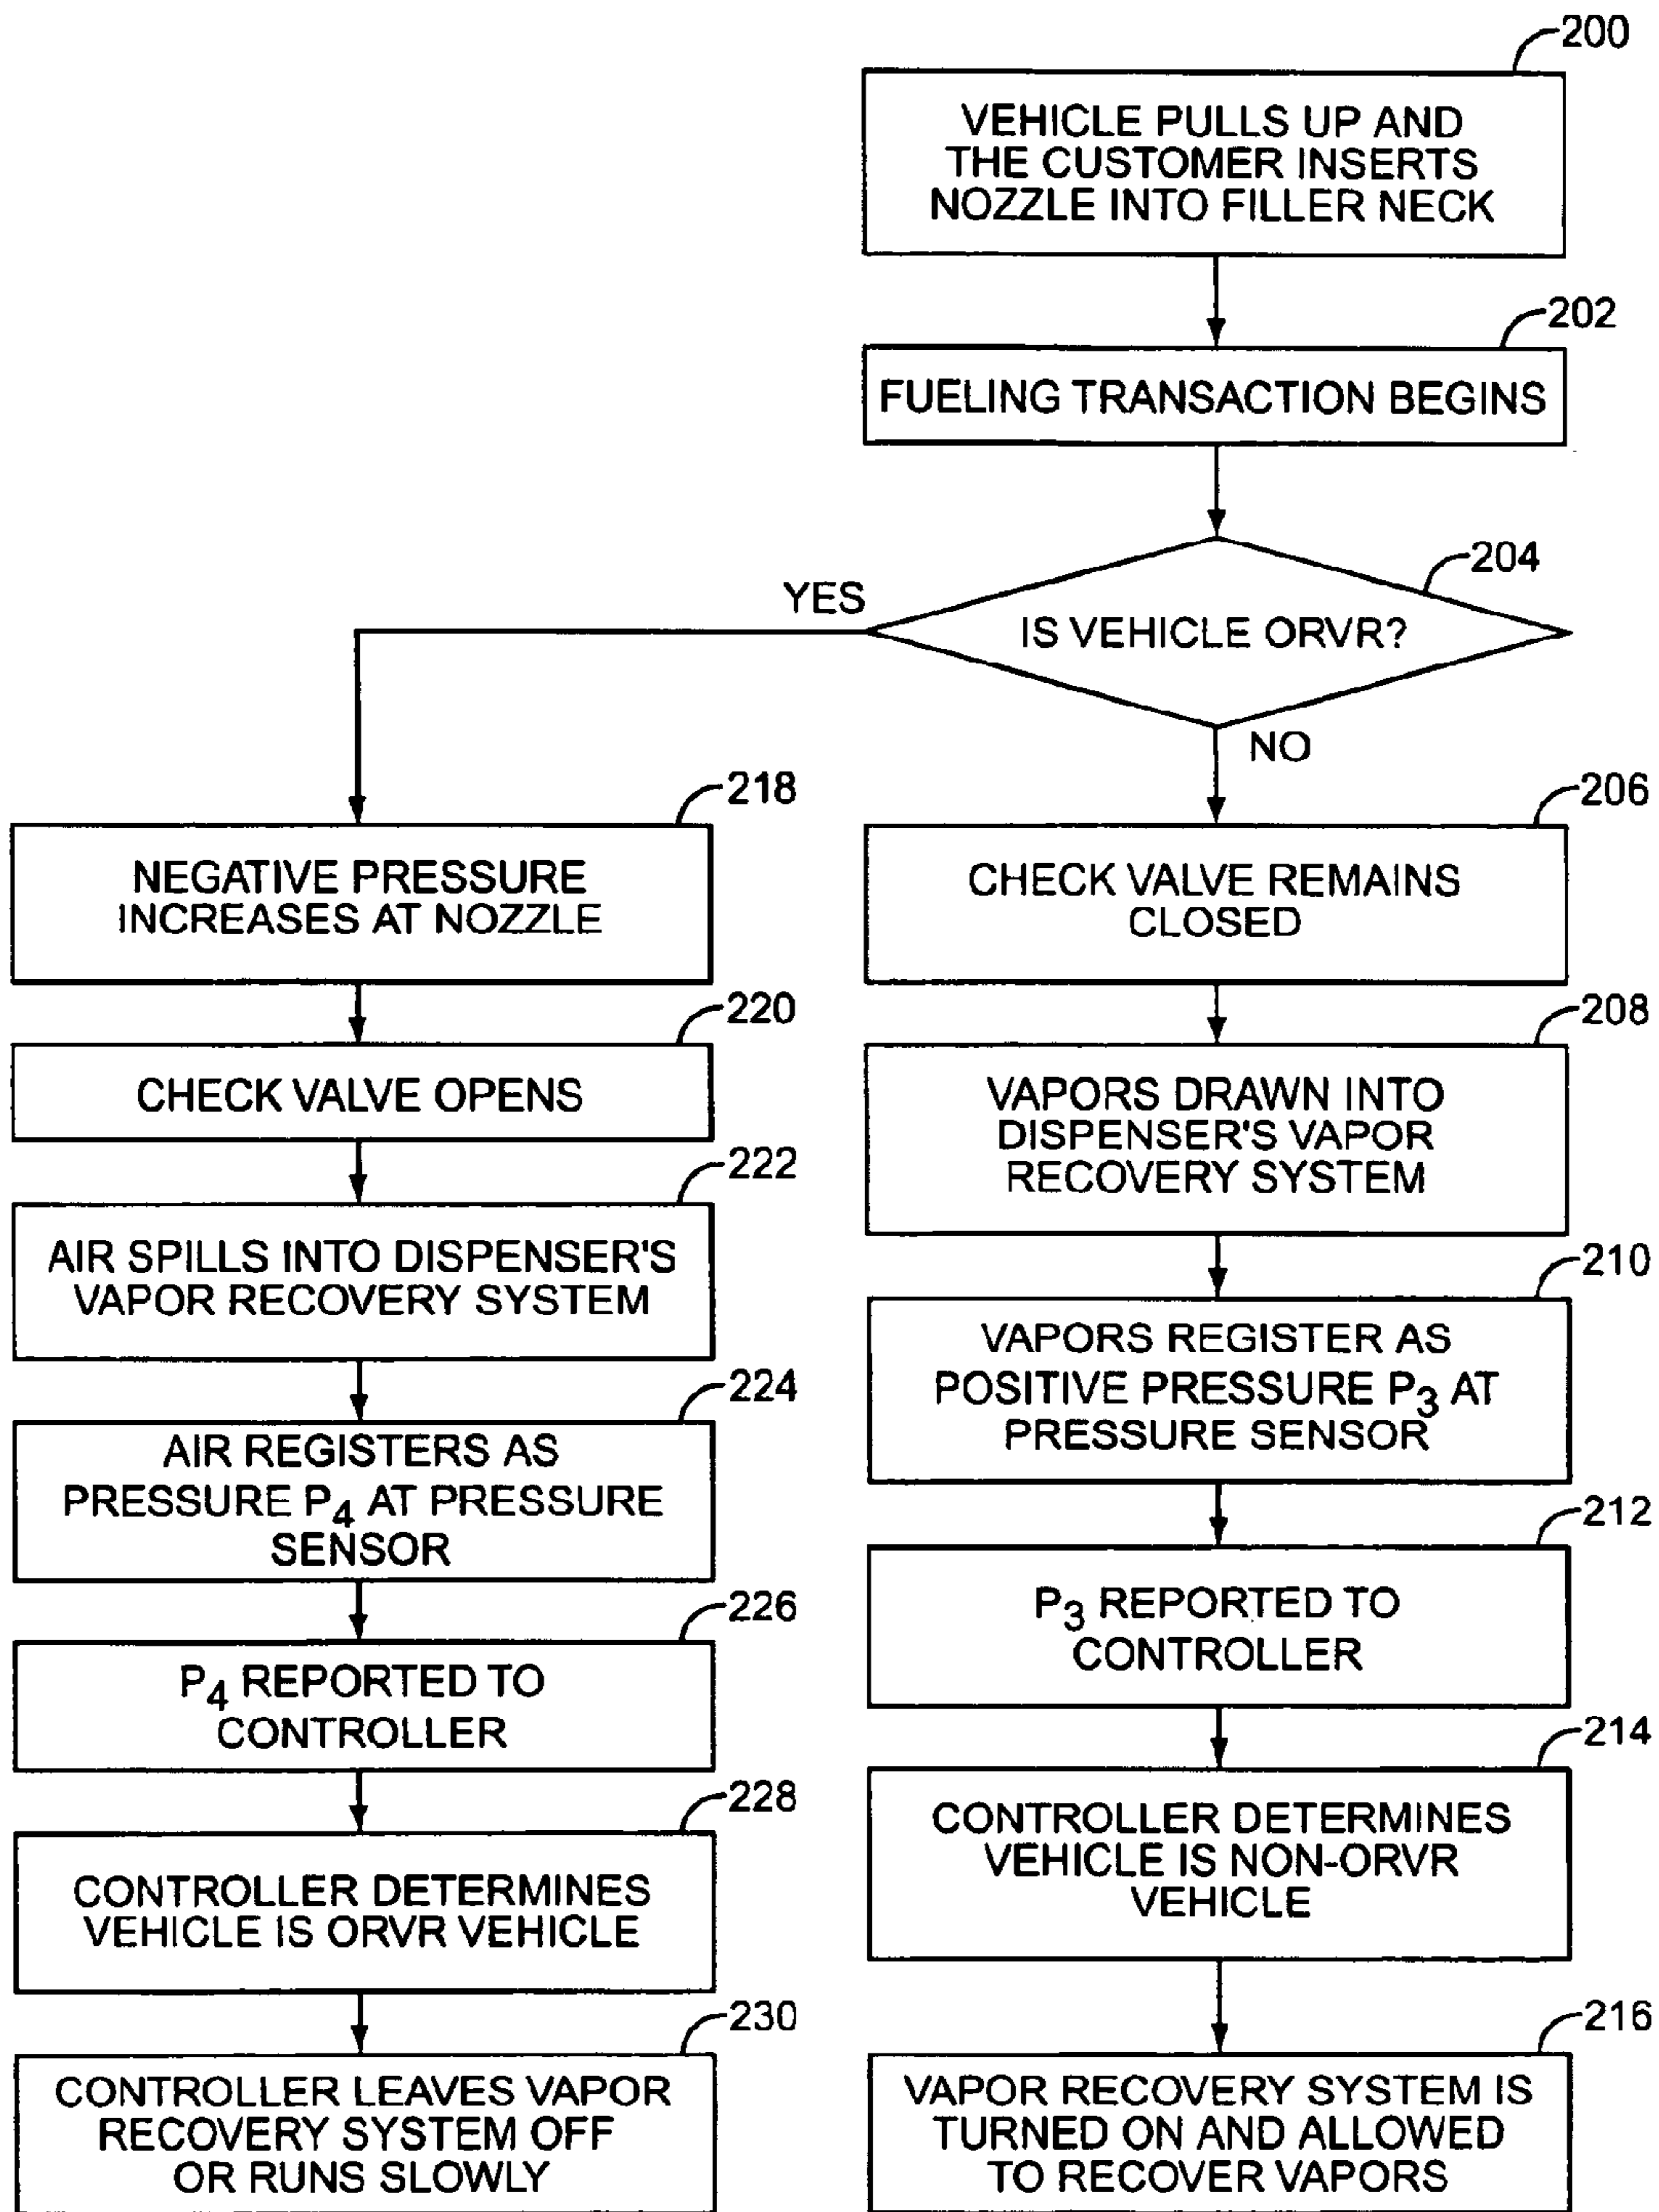 200
VEHICLE PULLS UP AND
THE CUSTOMER INSERTS
NOZZLE INTO FILLER NECK
202
FUELING TRANSACTION BEGINS
204
IS VEHICLE ORVR?
YES
NO
218
NEGATIVE PRESSURE
INCREASES AT NOZZLE
220
CHECK VALVE OPENS
222
AIR SPILLS INTO DISPENSER'S
VAPOR RECOVERY SYSTEM
224
AIR REGISTERS AS
PRESSURE P4 AT PRESSURE
SENSOR
226
P4 REPORTED TO
CONTROLLER
228
CONTROLLER DETERMINES
VEHICLE IS ORVR VEHICLE
230
CONTROLLER LEAVES VAPOR
RECOVERY SYSTEM OFF
OR RUNS SLOWLY
206
CHECK VALVE REMAINS
CLOSED
208
VAPORS DRAWN INTO
DISPENSER'S VAPOR
RECOVERY SYSTEM
210
VAPORS REGISTER AS
POSITIVE PRESSURE P3 AT
PRESSURE SENSOR
212
P3 REPORTED TO
CONTROLLER
214
CONTROLLER DETERMINES
VEHICLE IS NON-ORVR
VEHICLE
216
VAPOR RECOVERY SYSTEM IS
TURNED ON AND ALLOWED
TO RECOVER VAPORS